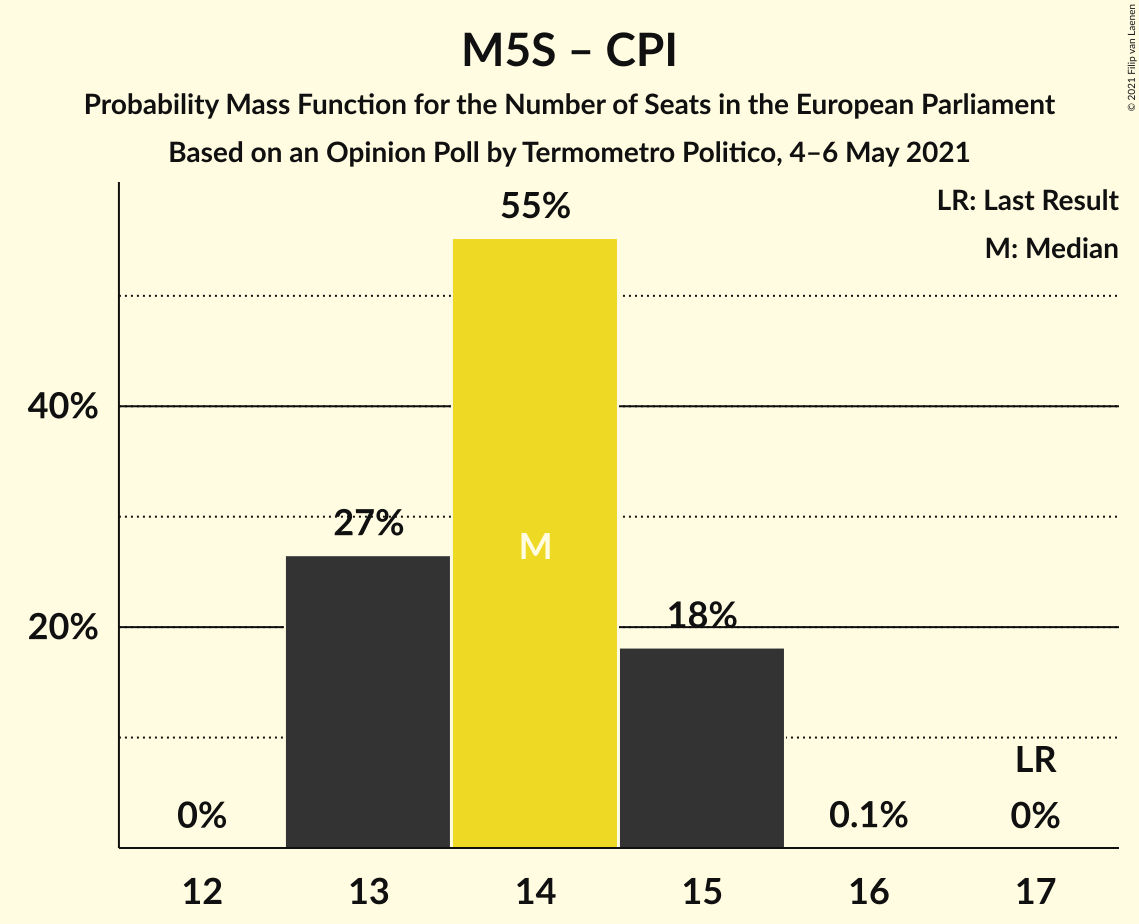 M5S – CPI
Probability Mass Function for the Number of Seats in the European Parliament
Based on an Opinion Poll by Termometro Politico, 4–6 May 2021
© 2021 Filip van Laenen
LR: Last Result
M: Median
55%
40%
27%
M
20%
18%
LR
0%
0.1%
0%
12
13
14
15
16
17